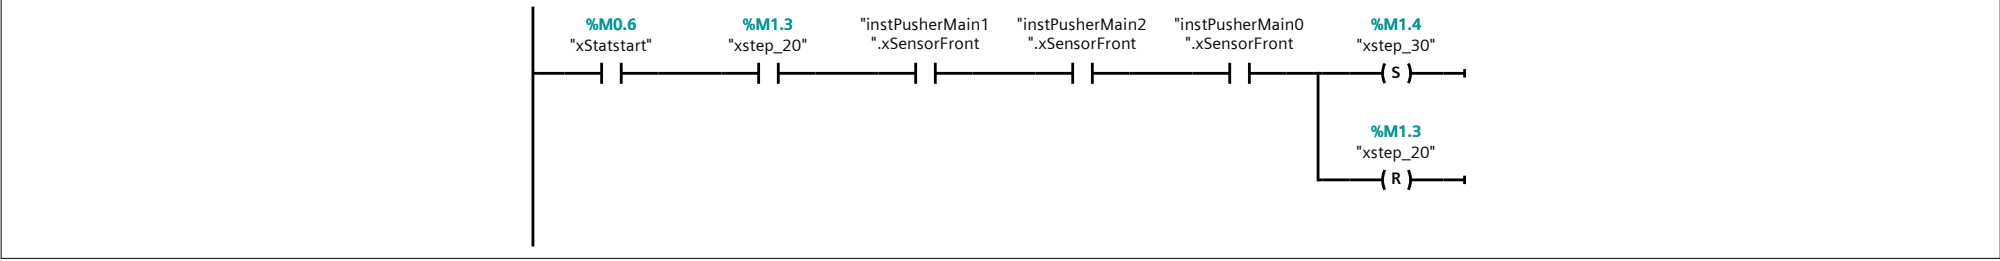 %M0.6
"xStatstart"
%M1.3
"xstep_20"
"instPusherMain1
".xSensorFront
"instPusherMain2
".xSensorFront
"instPusherMain0
".xSensorFront
%M1.4
"xstep_30"
S
%M1.3
"xstep_20"
R